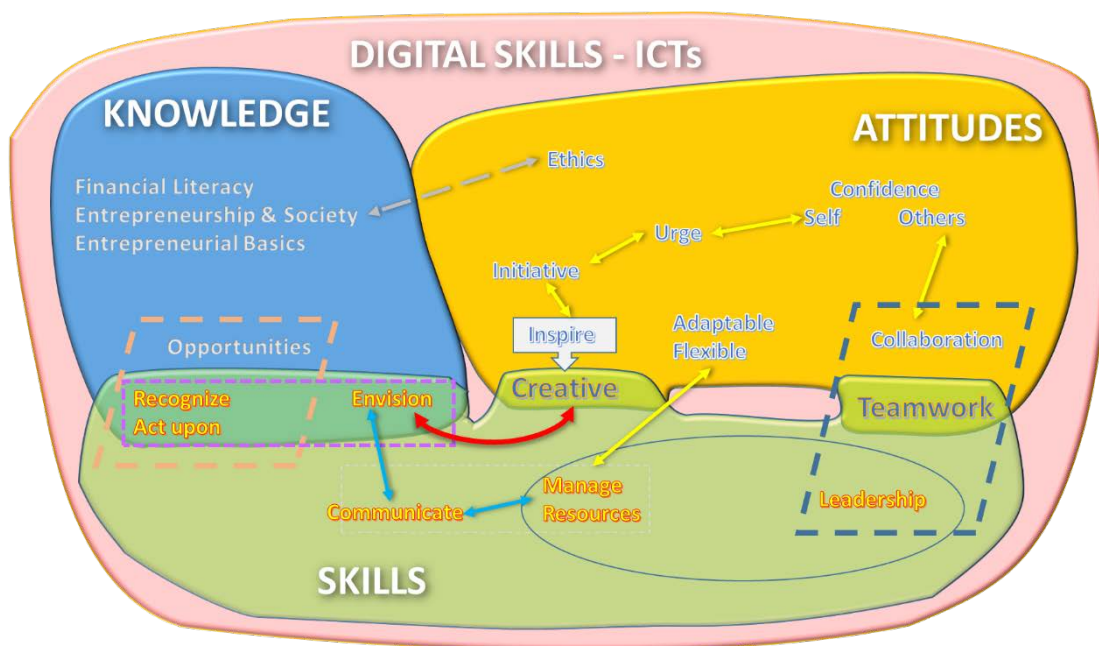 DIGITAL SKILLS - ICTs
KNOWLEDGE
ATTITUDES
Financial Literacy
Entrepreneurship & Society
Entrepreneurial Basics
Ethics
Confidence
Self Others
Urge
Initiative
Inspire
Adaptable
Flexible
Collaboration
Opportunities
Recognize
Act upon
Envision
Creative
Teamwork
Communicate
Manage
Resources
Leadership
SKILLS